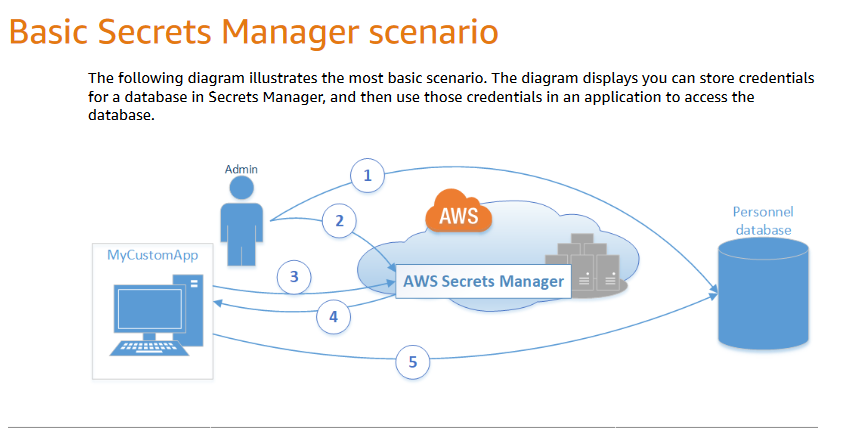 Basic Secrets Manager scenario
The following diagram illustrates the most basic scenario. The diagram displays you can store credentials
for a database in Secrets Manager, and then use those credentials in an application to access the
database.
Admin
1
AWS
2
Personnel
database
MyCustomApp
3
AWS Secrets Manager
4
5